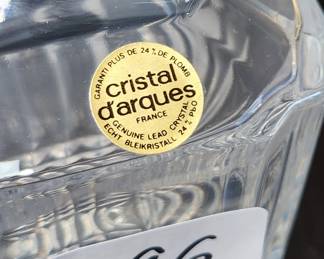 GARANTI PLUS DE 24 % DE PLOMB
cristal
d'arques
FRANCE
GENUINE LEAD CRYSTAL
ECHT BLEIKRISTALL 24 % PbO